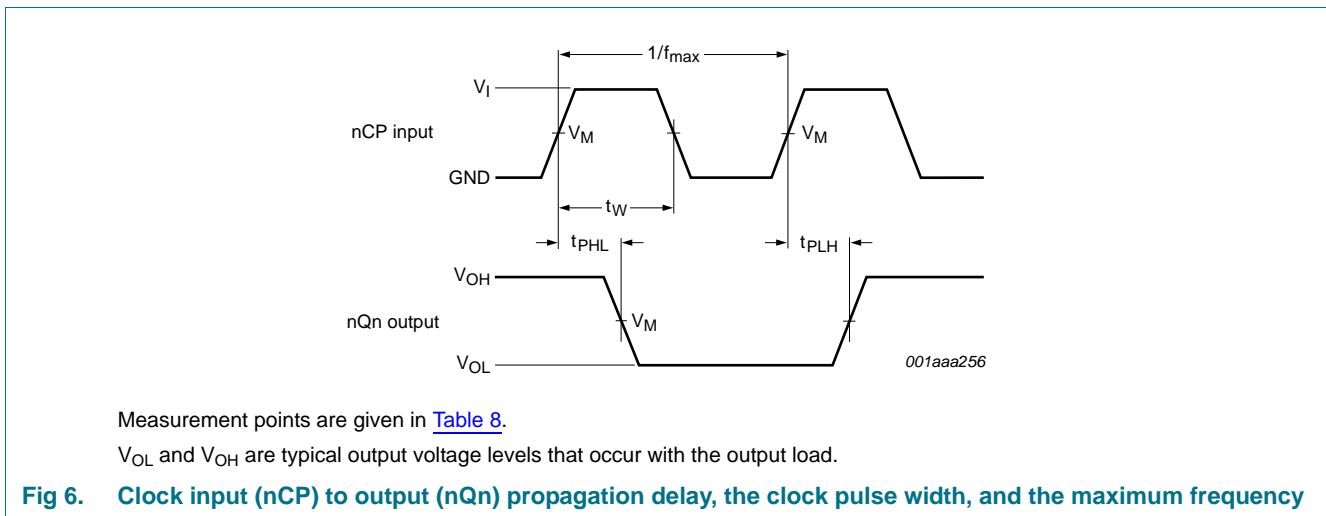 1/fmax
VI
nCP input
VM
VM
GND
tW
tPHL
tPLH
VOH
nQn output
VM
VOL
001aaa256
Measurement points are given in Table 8.
VOL and VOH are typical output voltage levels that occur with the output load.
Fig 6. Clock input (nCP) to output (nQn) propagation delay, the clock pulse width, and the maximum frequency